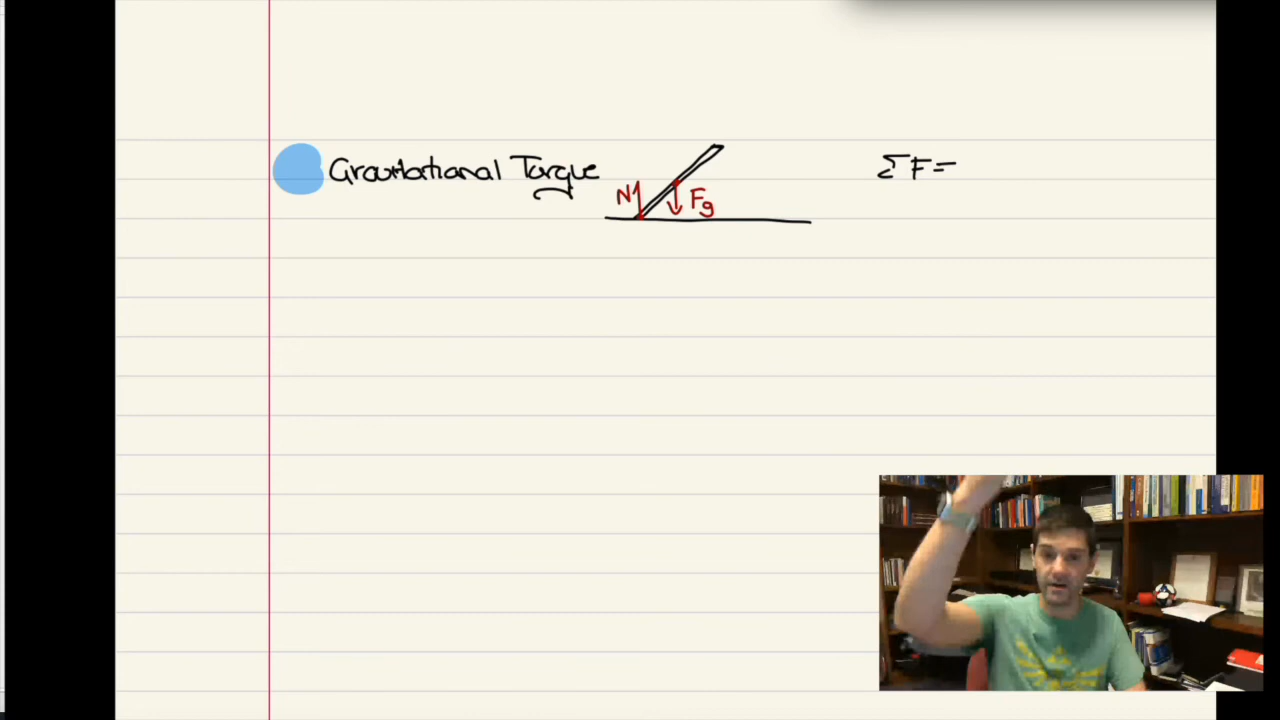 Gravitational Torque
N
Fg
ΣF=